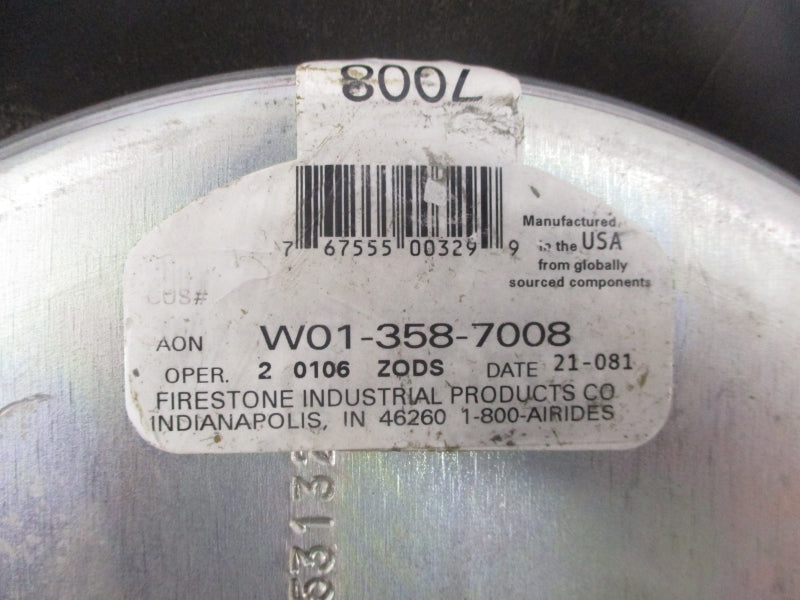 7008
7 67555 00329 9
Manufactured
in the USA
from globally
sourced components
CUS#
AON W01-358-7008
OPER. 2 0106 ZODS DATE 21-081
FIRESTONE INDUSTRIAL PRODUCTS CO
INDIANAPOLIS, IN 46260 1-800-AIRIDES